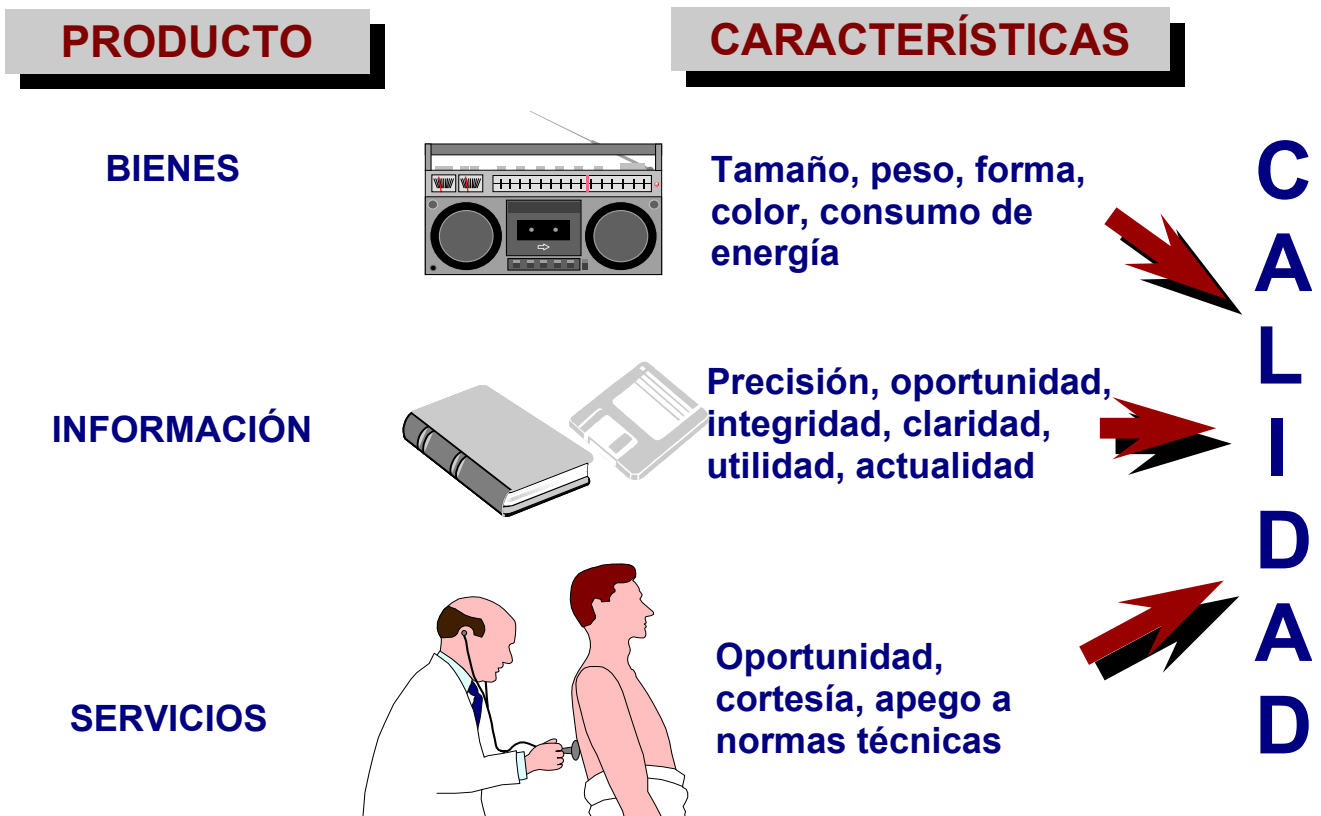 PRODUCTO
CARACTERÍSTICAS
BIENES
Tamaño, peso, forma,
color, consumo de
energía
INFORMACIÓN
Precisión, oportunidad,
integridad, claridad,
utilidad, actualidad
SERVICIOS
Oportunidad,
cortesía, apego a
normas técnicas
C
A
L
I
D
A
D